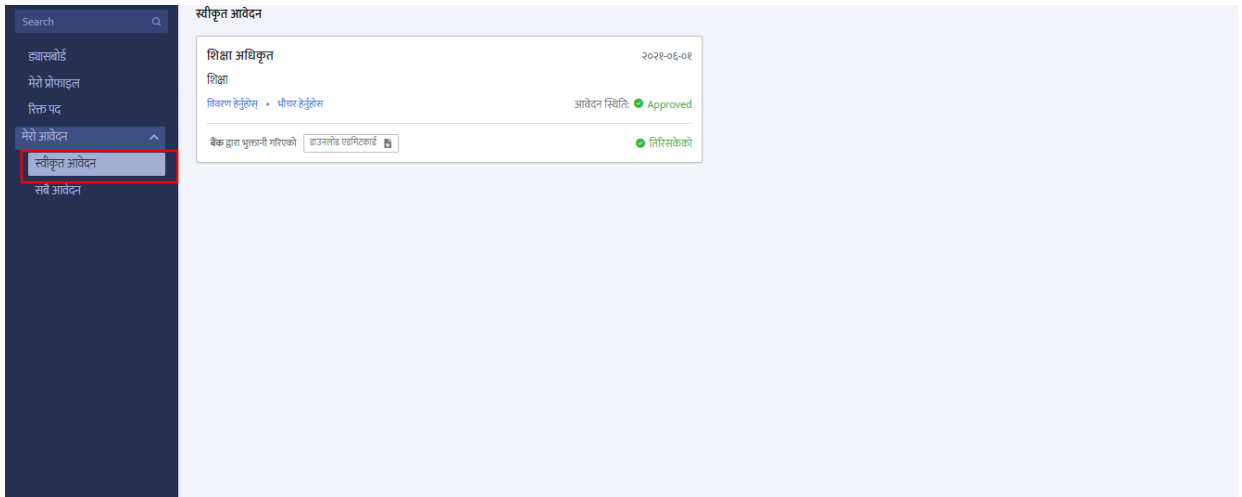 Search
ड्यासबोर्ड
मेरो प्रोफाइल
रिक्त पद
मेरो आवेदन
स्वीकृत आवेदन
सबै आवेदन
स्वीकृत आवेदन
शिक्षा अधिकृत २०२१-०६-०१
शिक्षा
विवरण हेर्नुहोस् • भौचर हेर्नुहोस आवेदन स्थिति: Approved
बैंक द्वारा भुक्तानी गरिएको डाउनलोड एडमिटकार्ड तिरिसकेको